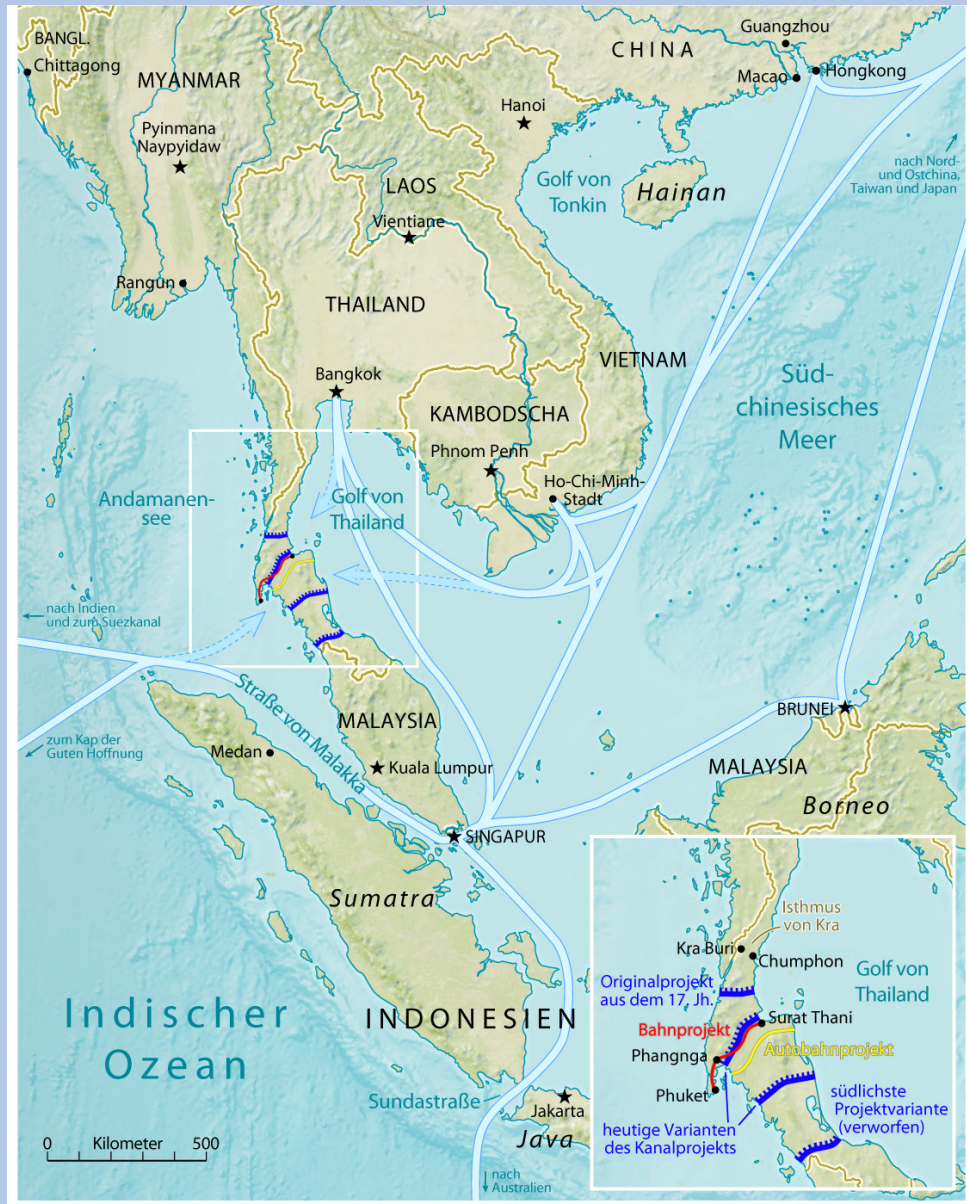 BANGL.
Chittagong
MYANMAR
Pyinmana
Naypyidaw
Rangun
CHINA
Guangzhou
Macao
Hongkong
Hanoi
Golf von
Tonkin
Hainan
nach Nord-
und Ostchina,
Taiwan und Japan
LAOS
Vientiane
THAILAND
VIETNAM
Bangkok
KAMBODSCHA
Phnom Penh
Ho-Chi-Minh-
Stadt
Süd-
chinesisches
Meer
Andamanen-
see
Golf von
Thailand
nach Indien
und zum Suezkanal
zum Kap der
Guten Hoffnung
Straße von Malakka
Medan
MALAYSIA
Kuala Lumpur
SINGAPUR
BRUNEI
MALAYSIA
Borneo
Sumatra
Indischer
Ozean
INDONESIEN
Sundastraße
Jakarta
Java
nach
Australien
0 Kilometer 500
Isthmus
von Kra
Kra Buri
Chumphon
Golf von
Thailand
Originalprojekt
aus dem 17. Jh.
Surat Thani
Bahnprojekt
Autobahnprojekt
Phangnga
Phuket
südlichste
Projektvariante
(verworfen)
heutige Varianten
des Kanalprojekts